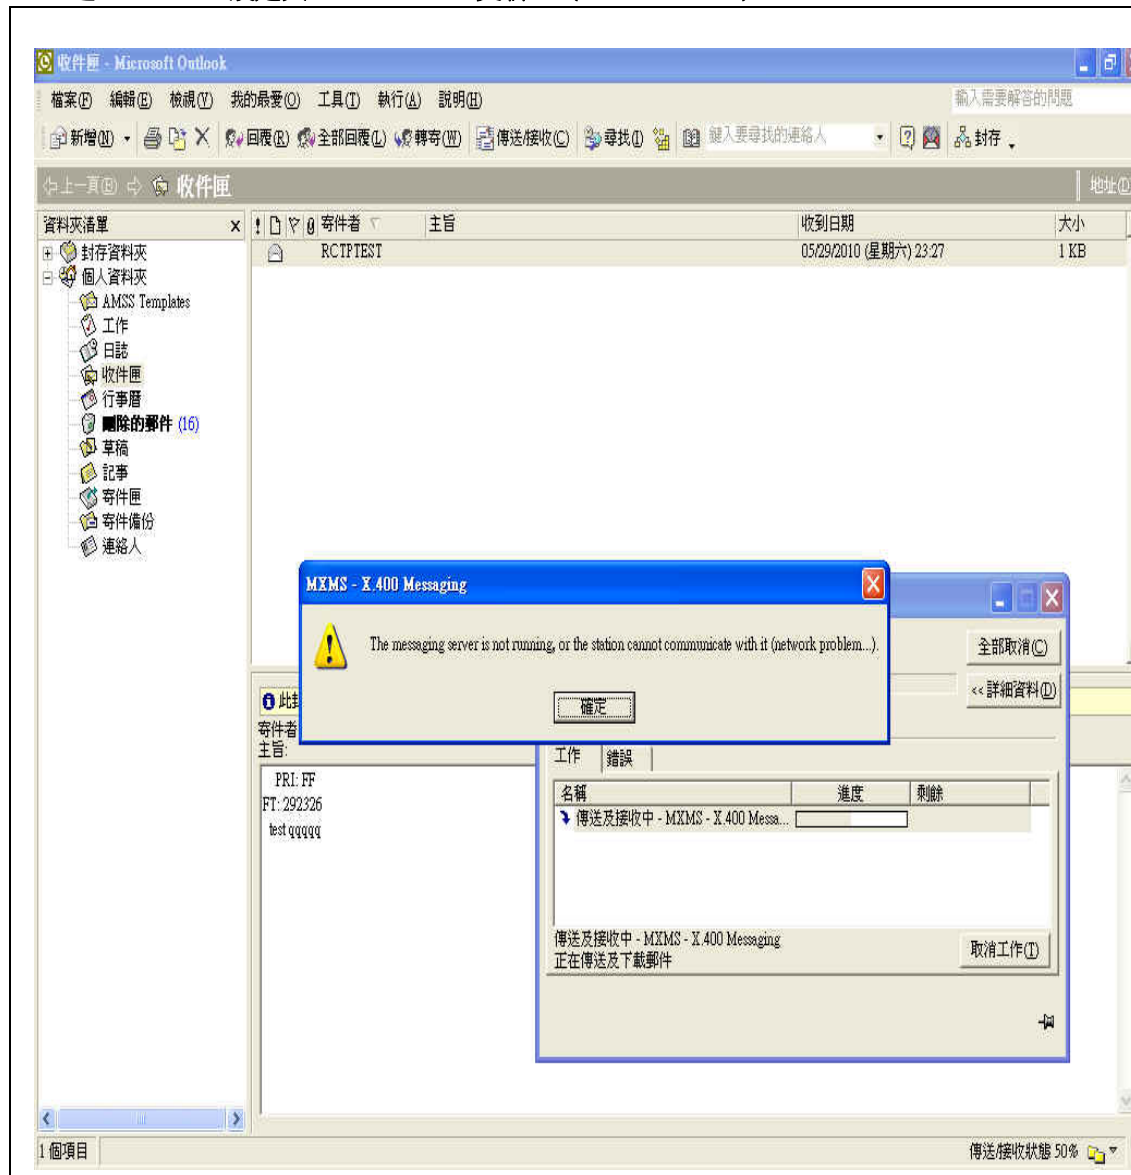 收件匣 - Microsoft Outlook
檔案(F) 編輯(E) 檢視(V) 我的最愛(O) 工具(T) 執行(A) 說明(H) 輸入需要解答的問題
新增(N) 回覆(R) 全部回覆(L) 轉寄(W) 傳送/接收(C) 尋找(I) 鍵入要尋找的連絡人 封存
上一頁(B) 收件匣 地址(D)
資料夾清單 x
寄件者 主旨 收到日期 大小
RCTPTEST 05/29/2010 (星期六) 23:27 1 KB
封存資料夾
個人資料夾
AMSS Templates
工作
日誌
收件匣
行事曆
刪除的郵件 (16)
草稿
記事
寄件匣
寄件備份
連絡人
MXMS - X.400 Messaging
The messaging server is not running, or the station cannot communicate with it (network problem...).
確定
全部取消(C)
<< 詳細資料(D)
此封
寄件者
主旨:
PRI: FF
FT: 292326
test qqqqq
工作 錯誤
名稱 進度 剩餘
傳送及接收中 - MXMS - X.400 Messa...
傳送及接收中 - MXMS - X.400 Messaging
正在傳送及下載郵件
取消工作(T)
1 個項目 傳送/接收狀態 50%